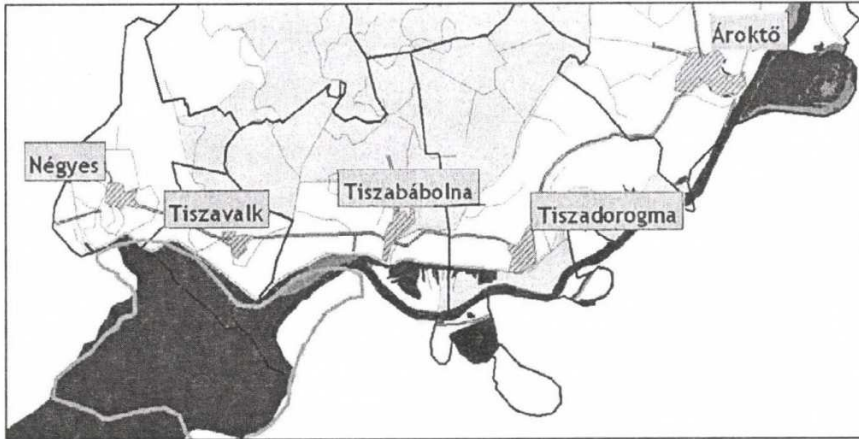 Ároktő
Négyes
Tiszavalk
Tiszabábolna
Tiszadorogma